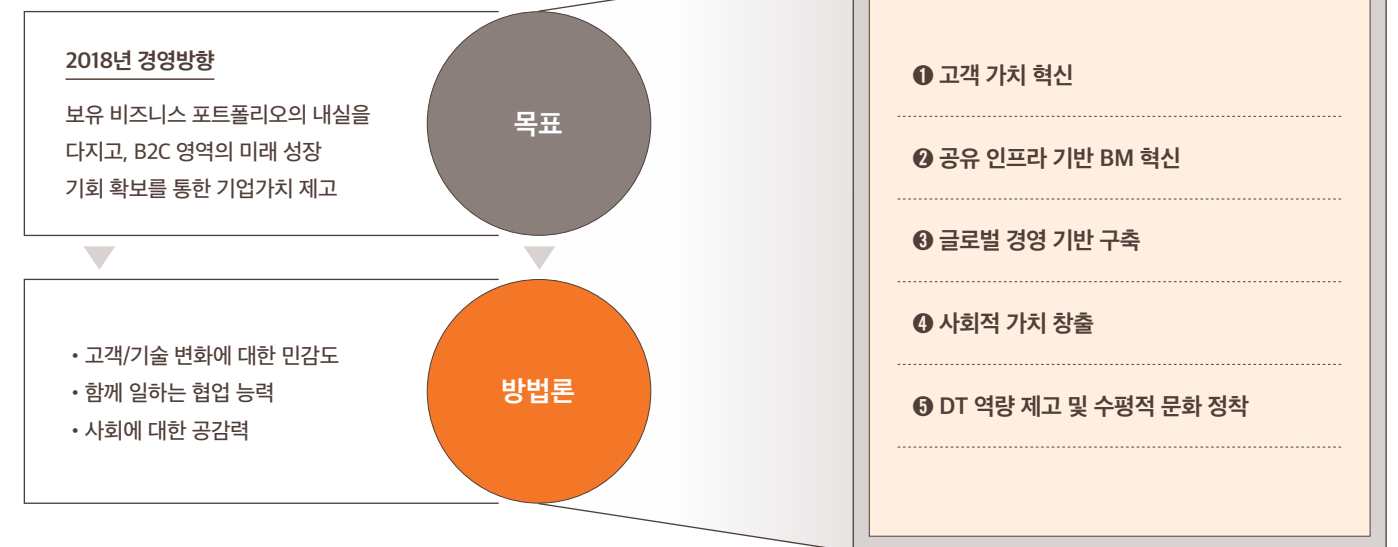 2018년 경영방향
보유 비즈니스 포트폴리오의 내실을
다지고, B2C 영역의 미래 성장
기회 확보를 통한 기업가치 제고
목표
• 고객/기술 변화에 대한 민감도
• 함께 일하는 협업 능력
• 사회에 대한 공감력
방법론
❶ 고객 가치 혁신
❷ 공유 인프라 기반 BM 혁신
❸ 글로벌 경영 기반 구축
❹ 사회적 가치 창출
❺ DT 역량 제고 및 수평적 문화 정착